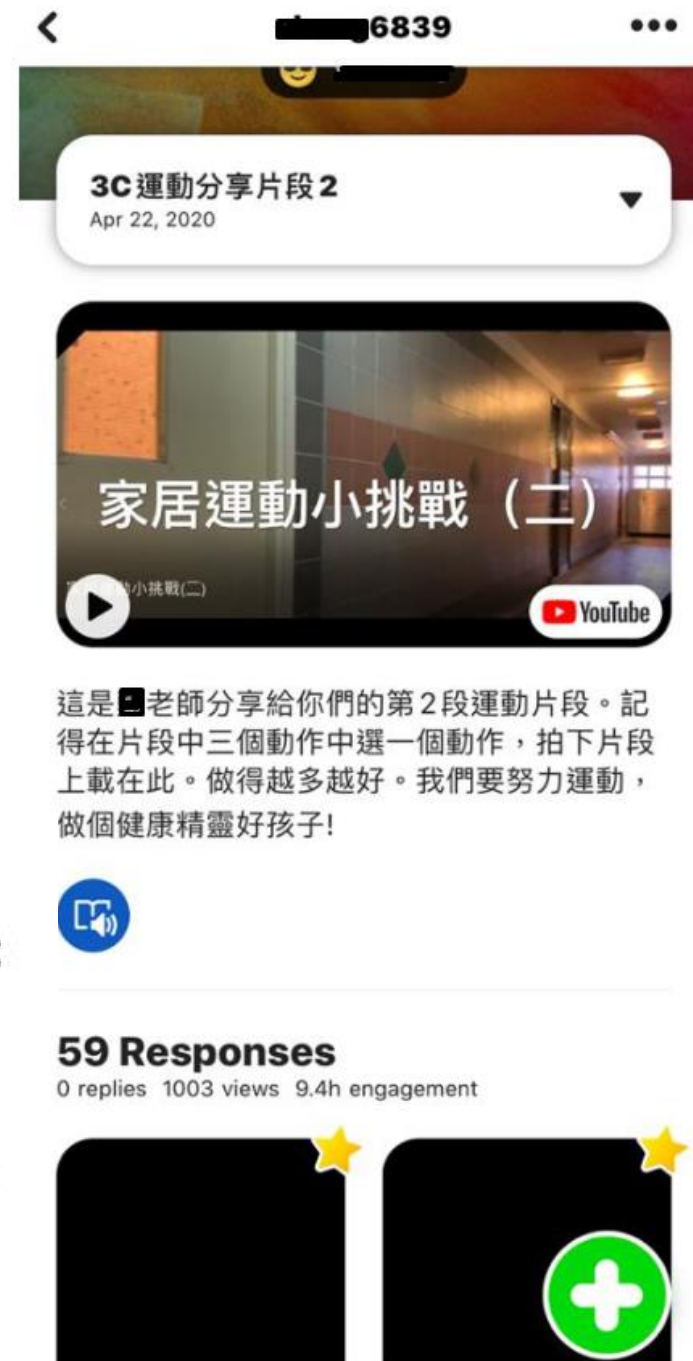 6839
3C運動分享片段2
Apr 22, 2020
家居運動小挑戰（二）
小挑戰(二)
YouTube
這是老師分享給你們的第2段運動片段。記
得在片段中三個動作中選一個動作，拍下片段
上載在此。做得越多越好。我們要努力運動，
做個健康精靈好孩子!
59 Responses
0 replies 1003 views 9.4h engagement